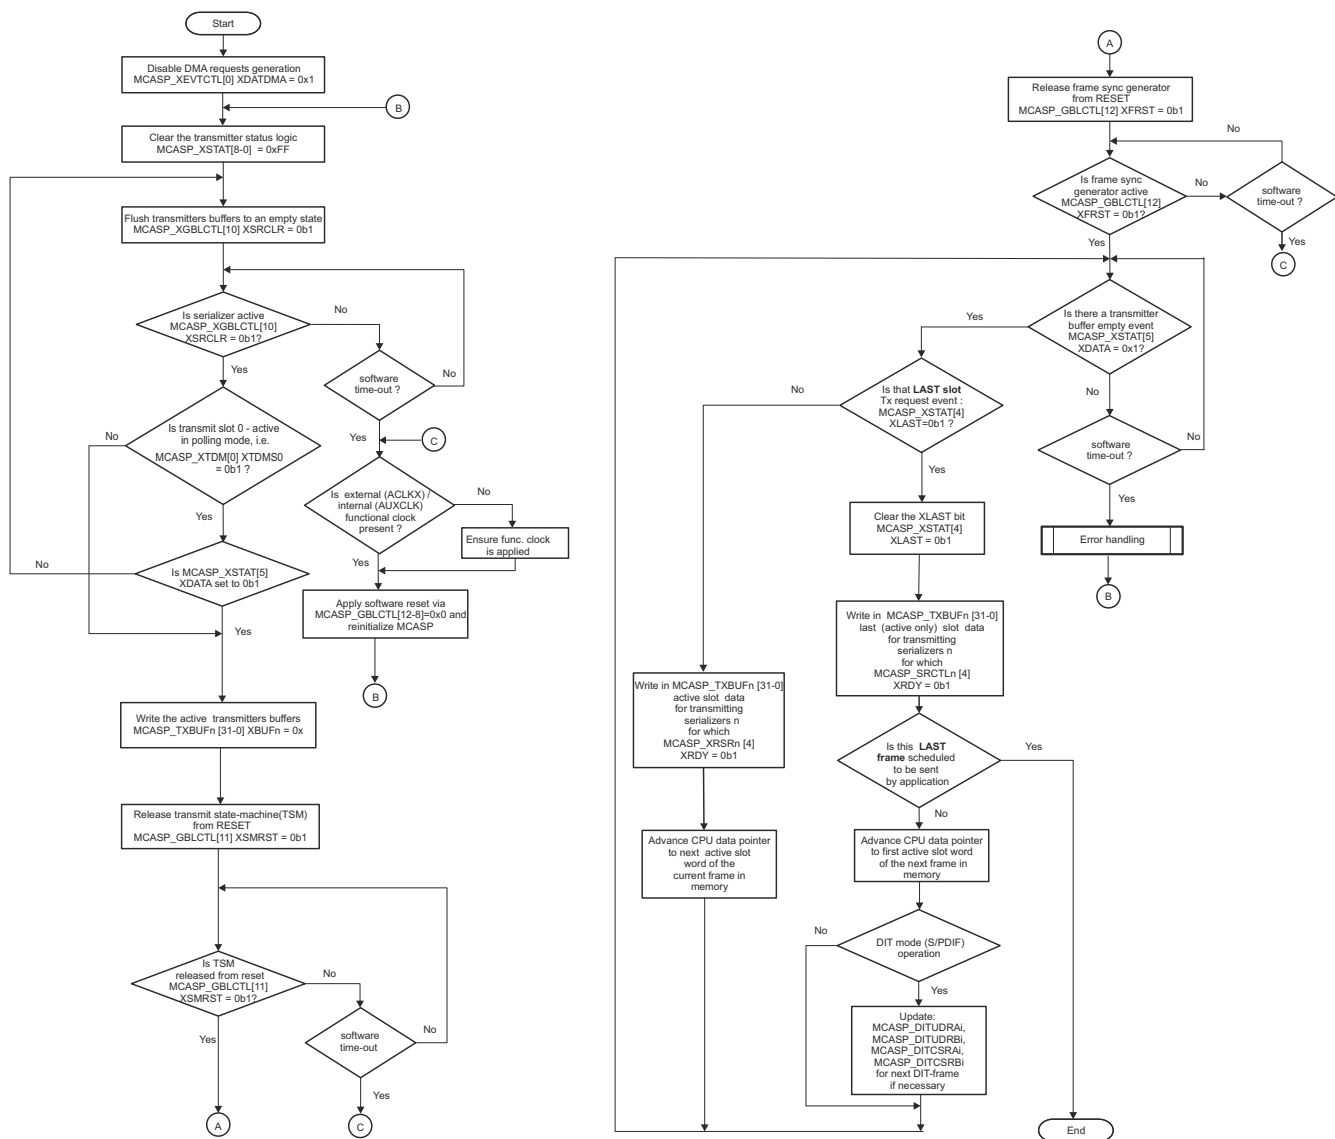 Start
Disable DMA requests generation
MCASP_XEVTCTL[0] XDATDMA = 0x1
B
Clear the transmitter status logic
MCASP_XSTAT[8-0] = 0xFF
Flush transmitters buffers to an empty state
MCASP_XGBLCTL[10] XSRCLR = 0b1
Is serializer active
MCASP_XGBLCTL[10]
XSRCLR = 0b1?
No
Yes
software
time-out ?
No
Yes
C
Is transmit slot 0 - active
in polling mode, i.e.
MCASP_XTDM[0] XTDMS0
= 0b1 ?
No
Yes
Is external (ACLKX) /
internal (AUXCLK)
functional clock
present ?
No
Ensure func. clock
is applied
Yes
Is MCASP_XSTAT[5]
XDATA set to 0b1
No
Yes
Apply software reset via
MCASP_GBLCTL[12-8]=0x0 and
reinitialize MCASP
B
Write the active transmitters buffers
MCASP_TXBUFn [31-0] XBUFn = 0x
Release transmit state-machine(TSM)
from RESET
MCASP_GBLCTL[11] XSMRST = 0b1
Is TSM
released from reset
MCASP_GBLCTL[11]
XSMRST = 0b1?
No
Yes
software
time-out
No
Yes
A
C
A
Release frame sync generator
from RESET
MCASP_GBLCTL[12] XFRST = 0b1
No
Is frame sync
generator active
MCASP_GBLCTL[12]
XFRST = 0b1?
No
software
time-out ?
Yes
Yes
C
Is there a transmitter
buffer empty event
MCASP_XSTAT[5]
XDATA = 0x1?
Yes
No
software
time-out ?
No
Yes
Error handling
B
Is that LAST slot
Tx request event :
MCASP_XSTAT[4]
XLAST=0b1 ?
No
Yes
Clear the XLAST bit
MCASP_XSTAT[4]
XLAST = 0b1
Write in MCASP_TXBUFn [31-0]
last (active only) slot data
for transmitting
serializers n
for which
MCASP_SRCTLn [4]
XRDY = 0b1
Write in MCASP_TXBUFn [31-0]
active slot data
for transmitting
serializers n
for which
MCASP_XRSRn [4]
XRDY = 0b1
Is this LAST
frame scheduled
to be sent
by application
Yes
No
Advance CPU data pointer
to next active slot
word of the
current frame in
memory
Advance CPU data pointer
to first active slot word
of the next frame in
memory
DIT mode (S/PDIF)
operation
No
Yes
Update:
MCASP_DITUDRAi,
MCASP_DITUDRBi,
MCASP_DITCSRAi,
MCASP_DITCSRBi
for next DIT-frame
if necessary
End